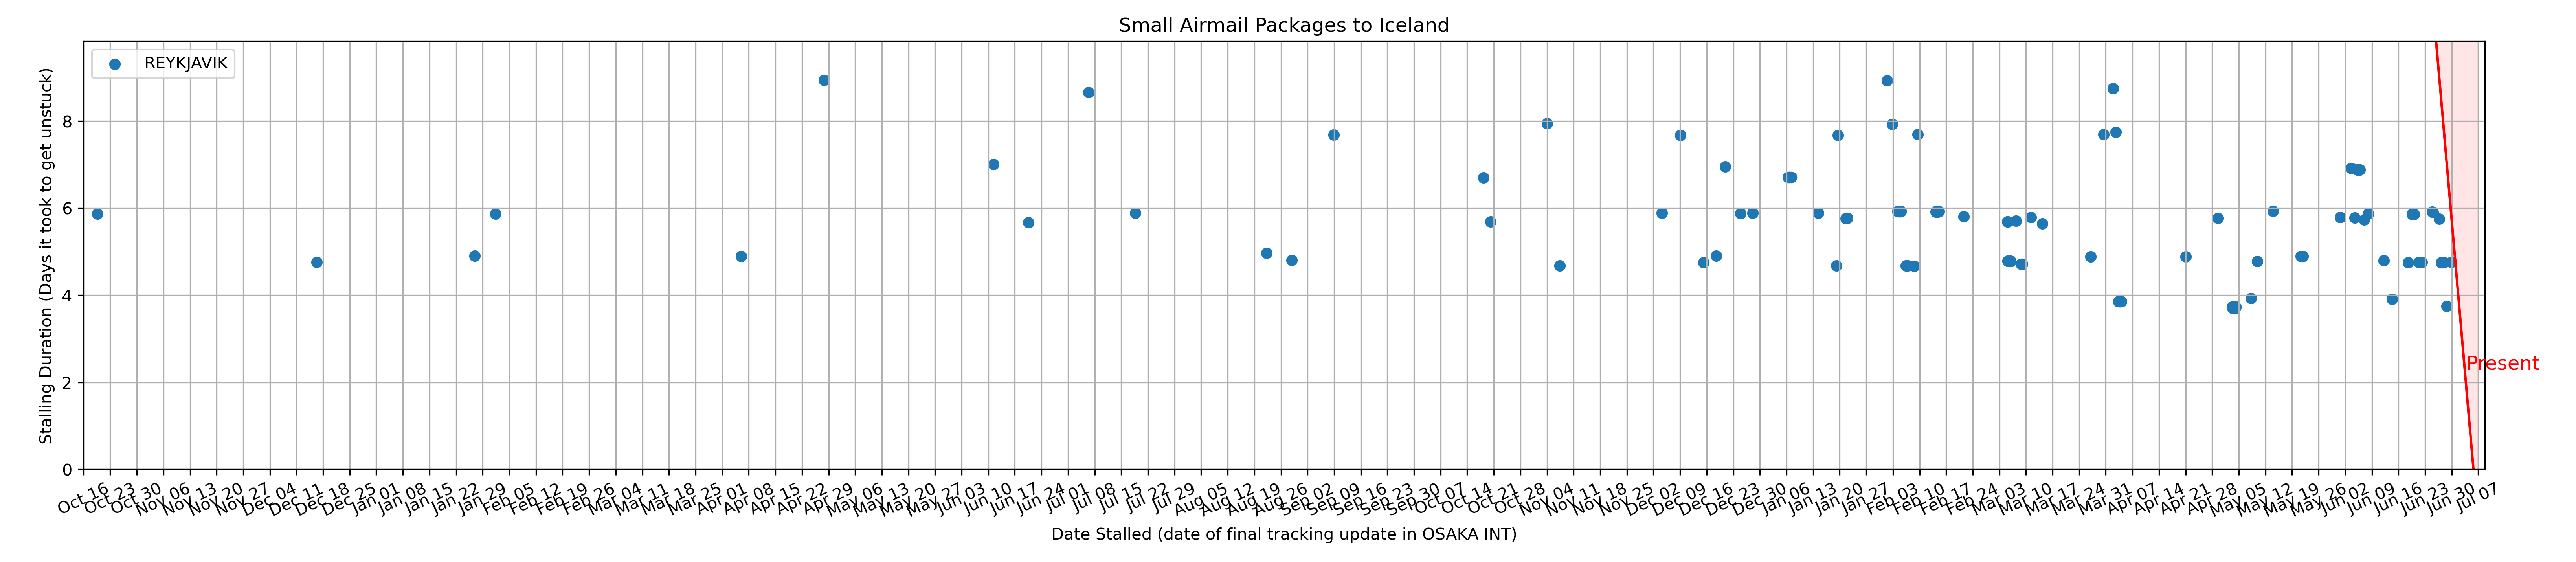 Small Airmail Packages to Iceland
REYKJAVIK
Stalling Duration (Days it took to get unstuck)
8
6
4
2
0
Present
Oct 16 Oct 23 Oct 30 Nov 06 Nov 13 Nov 20 Nov 27 Dec 04 Dec 11 Dec 18 Dec 25 Jan 01 Jan 08 Jan 15 Jan 22 Jan 29 Feb 05 Feb 12 Feb 19 Feb 26 Mar 04 Mar 11 Mar 18 Mar 25 Apr 01 Apr 08 Apr 15 Apr 22 Apr 29 May 06 May 13 May 20 May 27 Jun 03 Jun 10 Jun 17 Jun 24 Jul 01 Jul 08 Jul 15 Jul 22 Jul 29 Aug 05 Aug 12 Aug 19 Aug 26 Sep 02 Sep 09 Sep 16 Sep 23 Sep 30 Oct 07 Oct 14 Oct 21 Oct 28 Nov 04 Nov 11 Nov 18 Nov 25 Dec 02 Dec 09 Dec 16 Dec 23 Dec 30 Jan 06 Jan 13 Jan 20 Jan 27 Feb 03 Feb 10 Feb 17 Feb 24 Mar 03 Mar 10 Mar 17 Mar 24 Mar 31 Apr 07 Apr 14 Apr 21 Apr 28 May 05 May 12 May 19 May 26 Jun 02 Jun 09 Jun 16 Jun 23 Jun 30 Jul 07
Date Stalled (date of final tracking update in OSAKA INT)